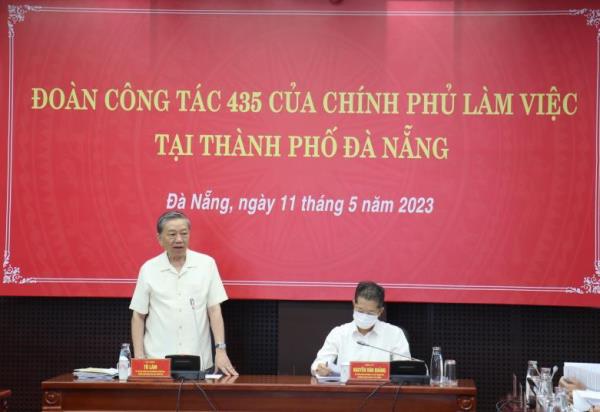 ĐOÀN CÔNG TÁC 435 CỦA CHÍNH PHỦ LÀM VIỆC
TẠI THÀNH PHỐ ĐÀ NẴNG
Đà Nẵng, ngày 11 tháng 5 năm 2023
TÔ LÂM
NGUYỄN VĂN QUẢNG